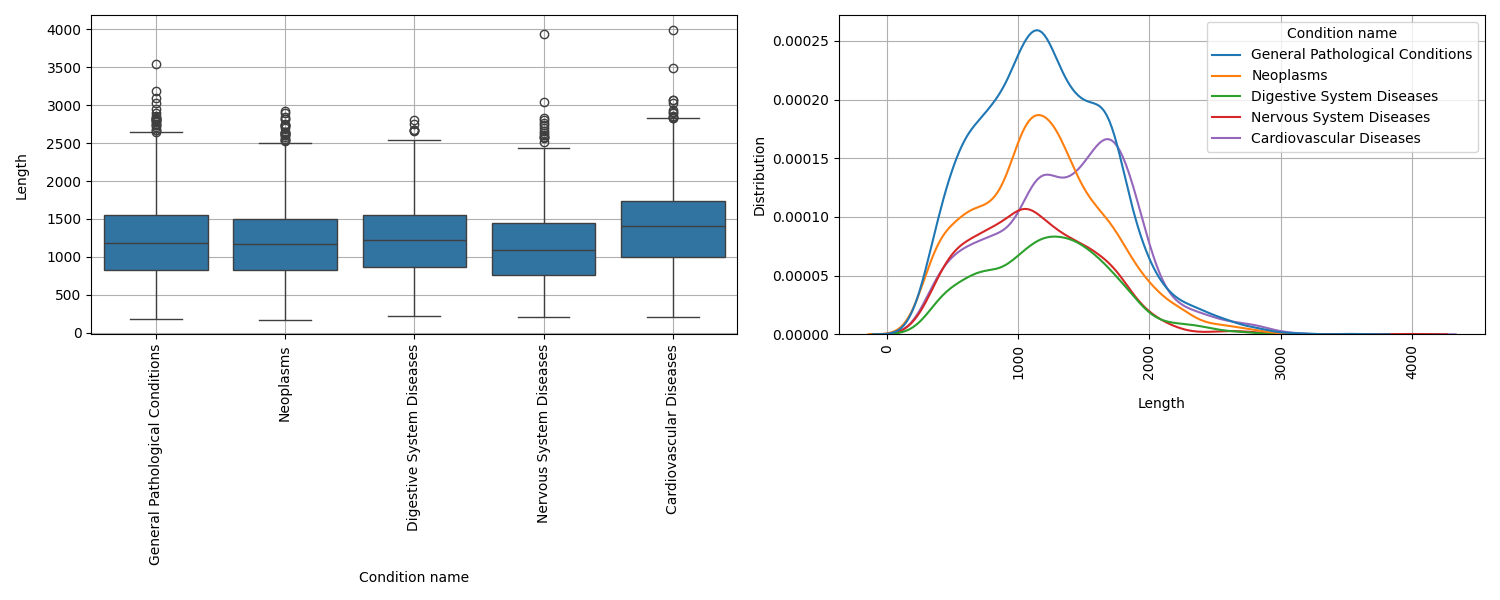 4000
3500
3000
2500
2000
1500
1000
500
0
Length
General Pathological Conditions
Neoplasms
Digestive System Diseases
Nervous System Diseases
Cardiovascular Diseases
Condition name
0.00025
0.00020
0.00015
0.00010
0.00005
0.00000
Distribution
Condition name
General Pathological Conditions
Neoplasms
Digestive System Diseases
Nervous System Diseases
Cardiovascular Diseases
0
1000
2000
3000
4000
Length